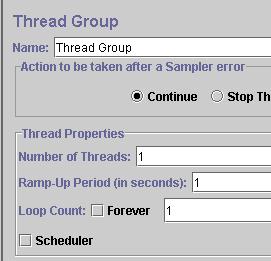 Thread Group
Name: Thread Group
Action to be taken after a Sampler error
Continue Stop Th
Thread Properties
Number of Threads: 1
Ramp-Up Period (in seconds): 1
Loop Count: Forever 1
Scheduler